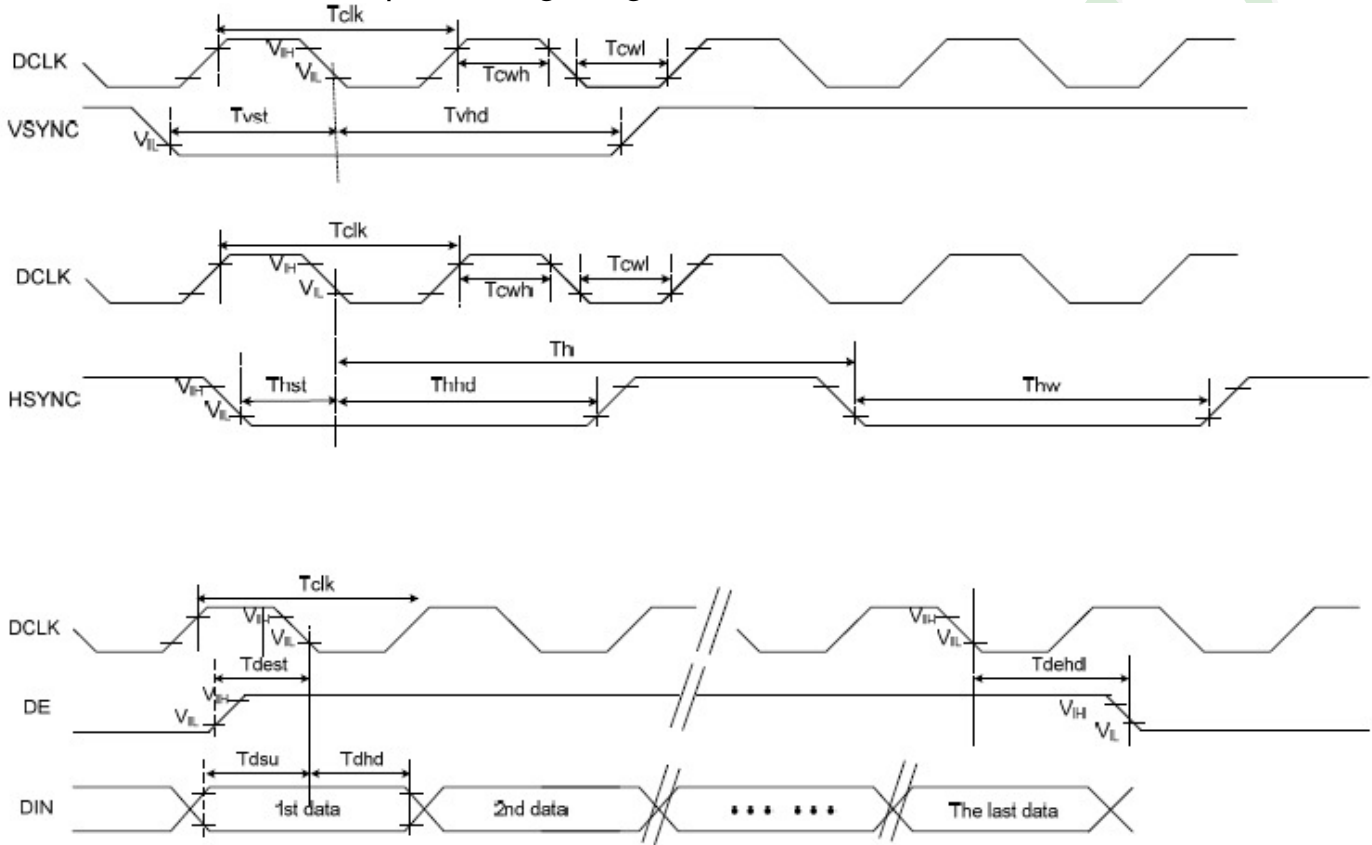 Tclk
DCLK VIH VIL Tcwh Tcwl
VSYNC VIL Tvst Tvhd
Tclk
DCLK VIH VIL Tcwh Tcwl
Th
HSYNC VIH VIL Thst Thhd Thw
Tclk
DCLK VIH VIL VIH VIL
Tdest Tdehdl
DE VIH VIL VIH VIL
Tdsu Tdhd
DIN 1st data 2nd data ••• ••• The last data